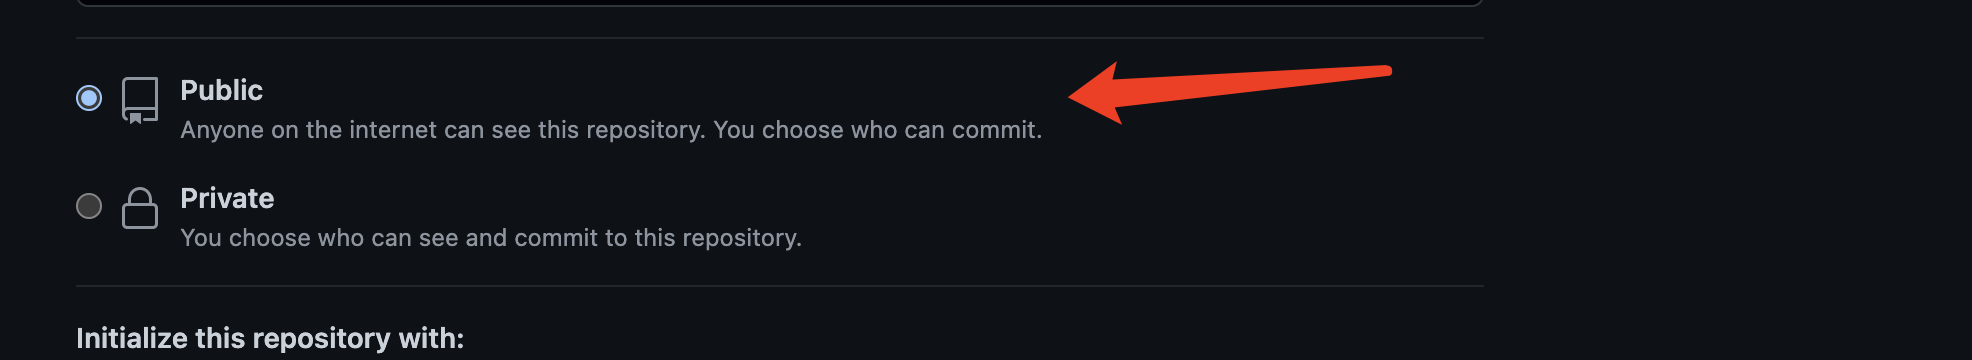 Public
Anyone on the internet can see this repository. You choose who can commit.
Private
You choose who can see and commit to this repository.
Initialize this repository with: